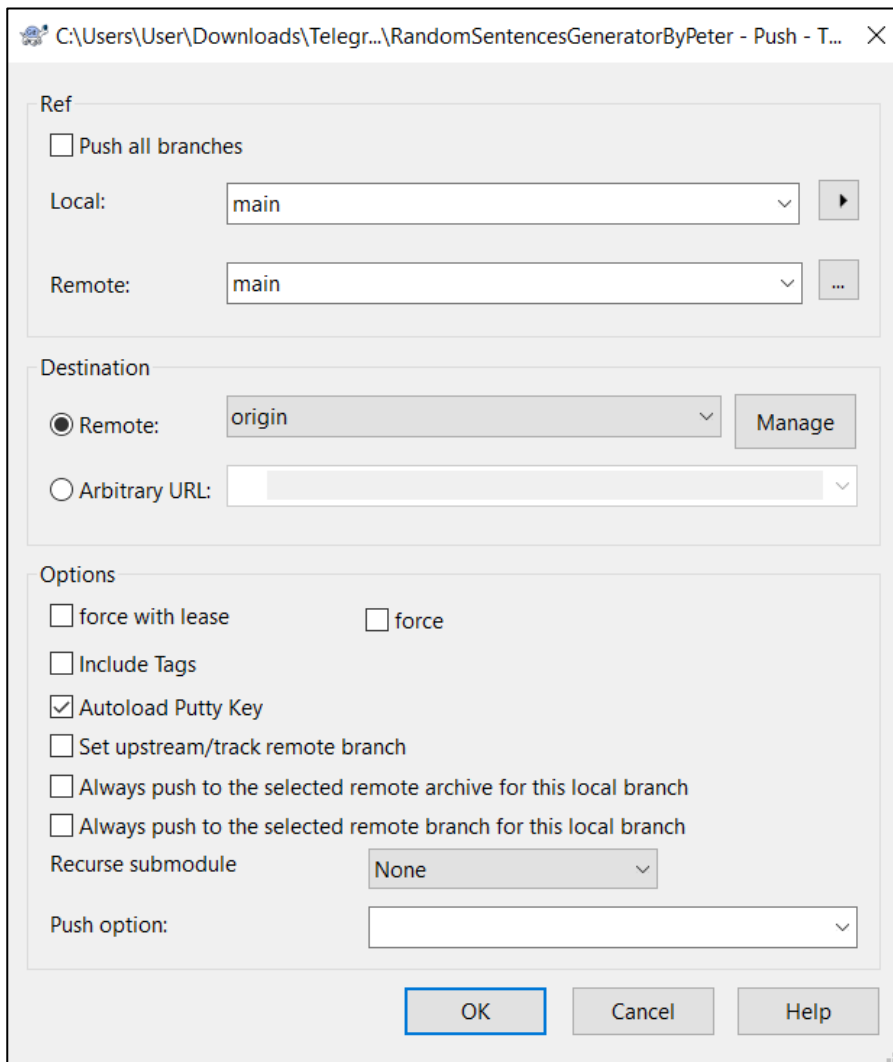 C:\Users\User\Downloads\Telegr...\RandomSentencesGeneratorByPeter - Push - T...
Ref
Push all branches
Local:
main
Remote:
main
...
Destination
Remote:
origin
Manage
Arbitrary URL:
Options
force with lease
force
Include Tags
Autoload Putty Key
Set upstream/track remote branch
Always push to the selected remote archive for this local branch
Always push to the selected remote branch for this local branch
Recurse submodule
None
Push option:
OK
Cancel
Help